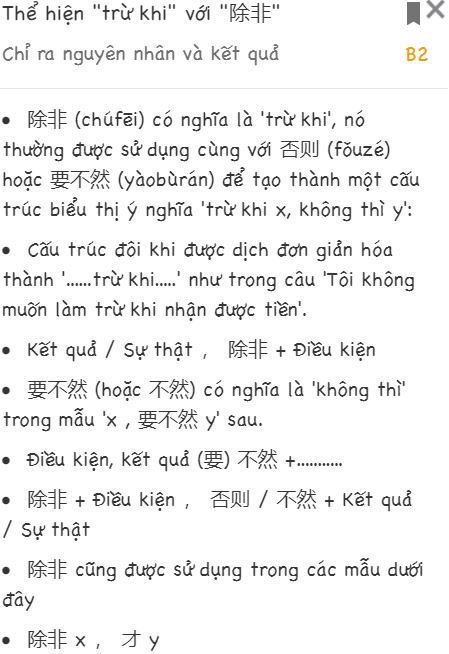 Thể hiện "trừ khi" với "除非"
Chỉ ra nguyên nhân và kết quả
B2
• 除非 (chúfēi) có nghĩa là 'trừ khi', nó
thường được sử dụng cùng với 否则 (fǒuzé)
hoặc 要不然 (yàobùrán) để tạo thành một cấu
trúc biểu thị ý nghĩa 'trừ khi x, không thì y':
• Cấu trúc đôi khi được dịch đơn giản hóa
thành '......trừ khi.....' như trong câu 'Tôi không
muốn làm trừ khi nhận được tiền'.
• Kết quả / Sự thật ， 除非 + Điều kiện
• 要不然 (hoặc 不然) có nghĩa là 'không thì'
trong mẫu 'x , 要不然 y' sau.
• Điều kiện, kết quả (要) 不然 +...........
• 除非 + Điều kiện ， 否则 / 不然 + Kết quả
/ Sự thật
• 除非 cũng được sử dụng trong các mẫu dưới
đây
• 除非 x ， 才 y